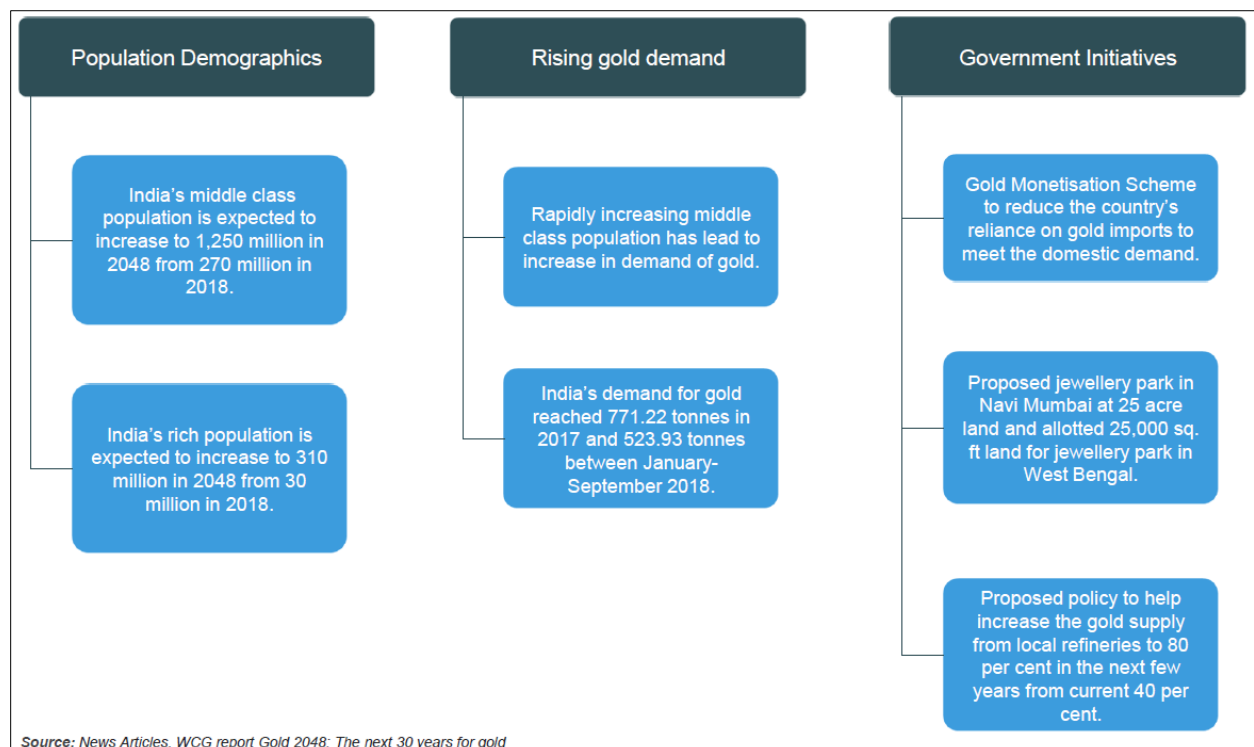 Population Demographics
India's middle class
population is expected to
increase to 1,250 million in
2048 from 270 million in
2018.
India's rich population is
expected to increase to 310
million in 2048 from 30
million in 2018.
Rising gold demand
Rapidly increasing middle
class population has lead to
increase in demand of gold.
India's demand for gold
reached 771.22 tonnes in
2017 and 523.93 tonnes
between January-
September 2018.
Government Initiatives
Gold Monetisation Scheme
to reduce the country's
reliance on gold imports to
meet the domestic demand.
Proposed jewellery park in
Navi Mumbai at 25 acre
land and allotted 25,000 sq.
ft land for jewellery park in
West Bengal.
Proposed policy to help
increase the gold supply
from local refineries to 80
per cent in the next few
years from current 40 per
cent.
Source: News Articles, WCG report Gold 2048: The next 30 years for gold